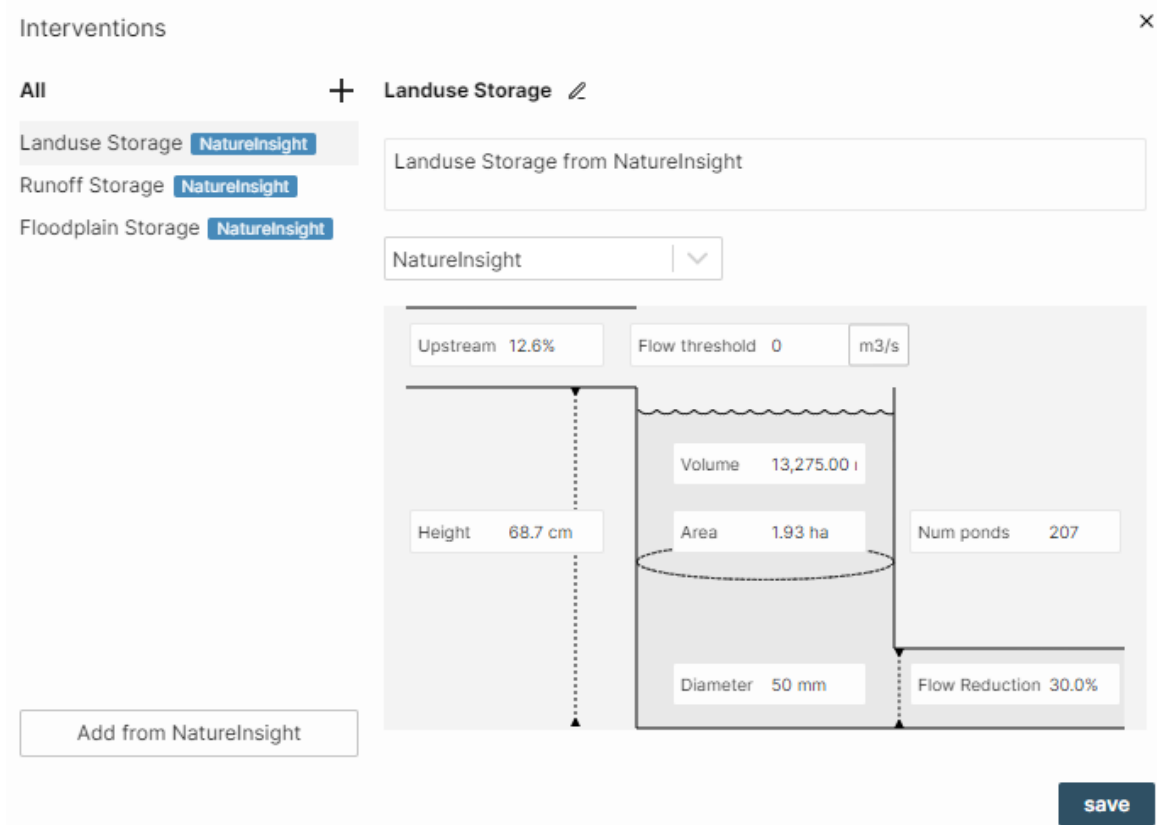 Interventions
All
Landuse Storage NatureInsight
Runoff Storage NatureInsight
Floodplain Storage NatureInsight
Add from NatureInsight
Landuse Storage
Landuse Storage from NatureInsight
NatureInsight
Upstream 12.6%
Flow threshold 0 m3/s
Volume 13,275.00
Height 68.7 cm
Area 1.93 ha
Num ponds 207
Diameter 50 mm
Flow Reduction 30.0%
save